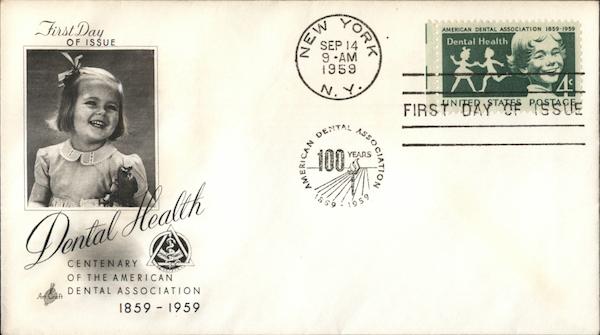 First Day
OF ISSUE
Dental Health
CENTENARY
OF THE AMERICAN
DENTAL ASSOCIATION
1859 - 1959
Art Craft
NEW YORK
SEP 14
9-AM
1959
N.Y.
AMERICAN DENTAL ASSOCIATION
100 YEARS
1859-1959
AMERICAN DENTAL ASSOCIATION 1859-1959
Dental Health
4¢
UNITED STATES POSTAGE
FIRST DAY OF ISSUE